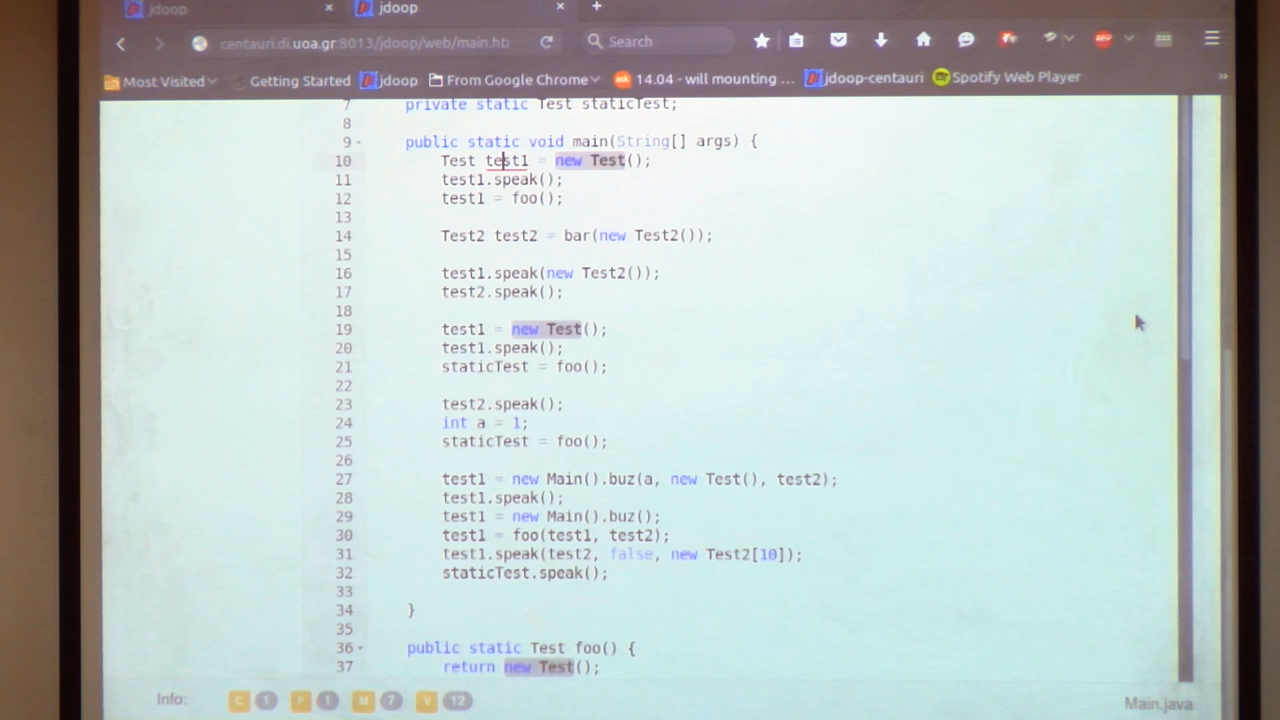 jdoop × jdoop × +
centauri.di.uoa.gr:8013/jdoop/web/main.ht Search
Most Visited Getting Started jdoop From Google Chrome 14.04 - will mounting ... jdoop-centauri Spotify Web Player »
7 private static Test staticTest;
8
9 public static void main(String[] args) {
10 Test test1 = new Test();
11 test1.speak();
12 test1 = foo();
13
14 Test2 test2 = bar(new Test2());
15
16 test1.speak(new Test2());
17 test2.speak();
18
19 test1 = new Test();
20 test1.speak();
21 staticTest = foo();
22
23 test2.speak();
24 int a = 1;
25 staticTest = foo();
26
27 test1 = new Main().buz(a, new Test(), test2);
28 test1.speak();
29 test1 = new Main().buz();
30 test1 = foo(test1, test2);
31 test1.speak(test2, false, new Test2[10]);
32 staticTest.speak();
33
34 }
35
36 public static Test foo() {
37 return new Test();
Info: C 1 F 1 M 7 V 12 Main.java